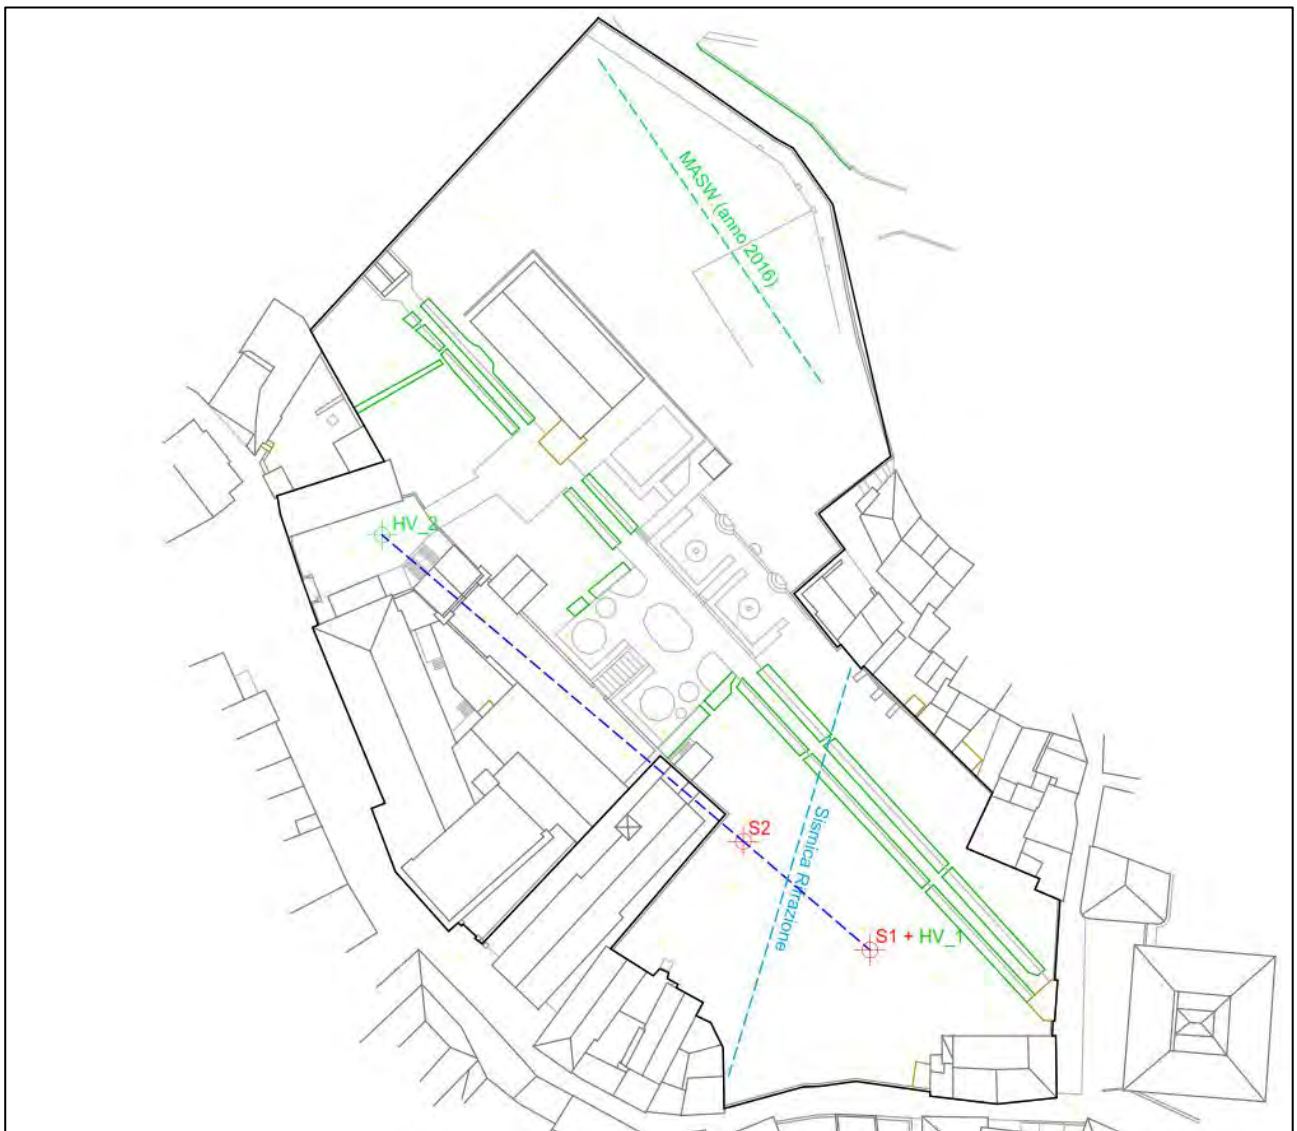 MASW (anno 2016)
HV_2
S2
Sismica Rifrazione
S1 + HV_1